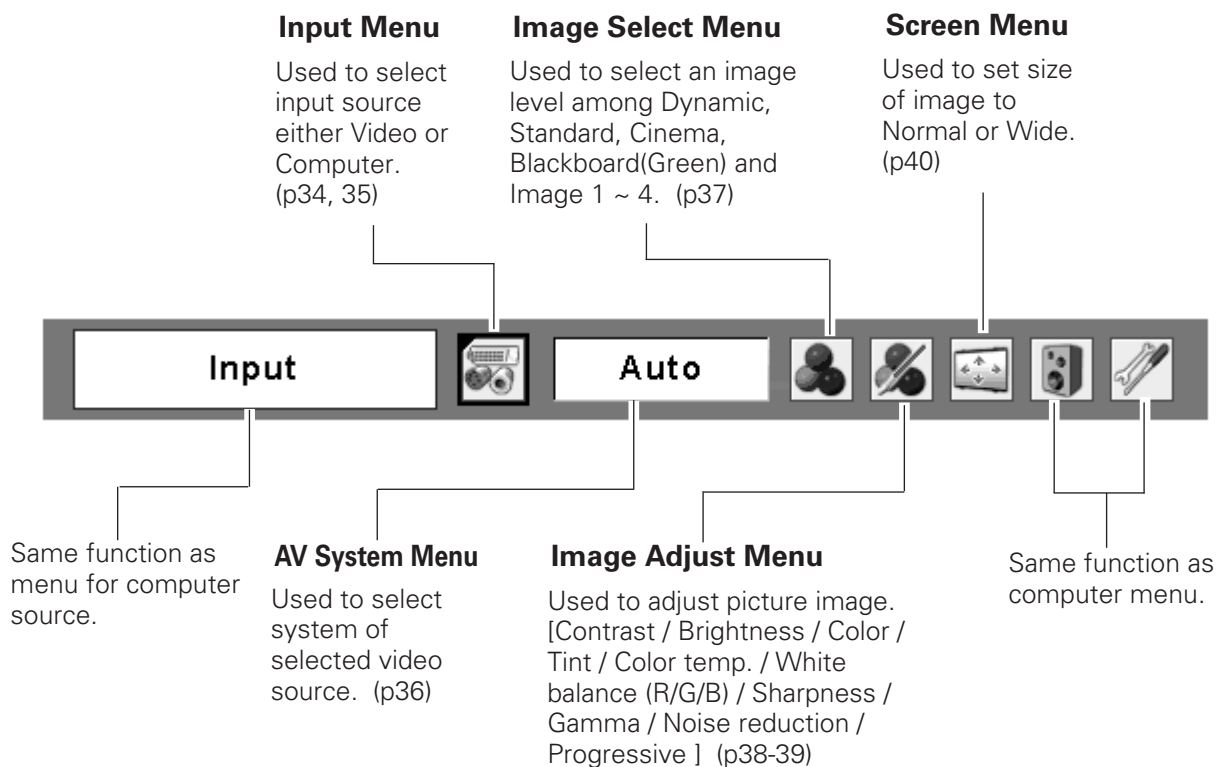 Input Menu
Used to select
input source
either Video or
Computer.
(p34, 35)
Image Select Menu
Used to select an image
level among Dynamic,
Standard, Cinema,
Blackboard(Green) and
Image 1 ~ 4. (p37)
Screen Menu
Used to set size
of image to
Normal or Wide.
(p40)
Input
Auto
Same function as
menu for computer
source.
AV System Menu
Used to select
system of
selected video
source. (p36)
Image Adjust Menu
Used to adjust picture image.
[Contrast / Brightness / Color /
Tint / Color temp. / White
balance (R/G/B) / Sharpness /
Gamma / Noise reduction /
Progressive ] (p38-39)
Same function as
computer menu.